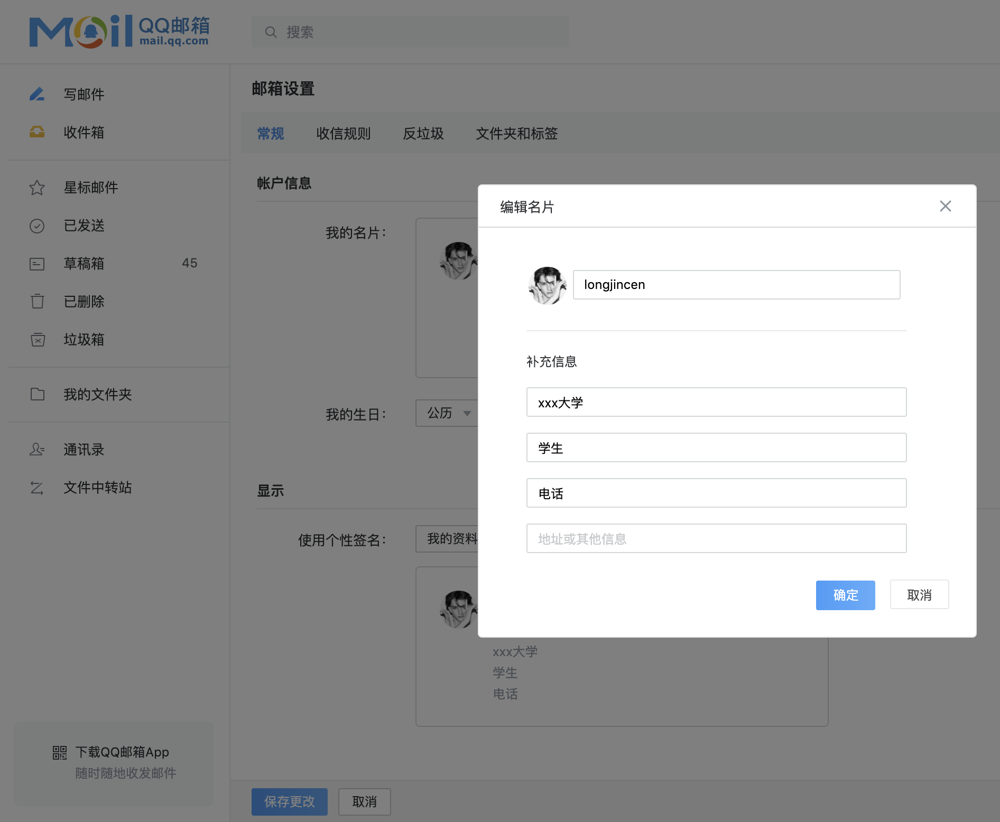 Mail QQ邮箱
mail.qq.com
搜索
写邮件
收件箱
星标邮件
已发送
草稿箱 45
已删除
垃圾箱
我的文件夹
通讯录
文件中转站
下载QQ邮箱App
随时随地收发邮件
邮箱设置
常规 收信规则 反垃圾 文件夹和标签
帐户信息
我的名片：
我的生日： 公历
显示
使用个性签名： 我的资料
xxx大学
学生
电话
保存更改 取消
编辑名片
longjincen
补充信息
xxx大学
学生
电话
地址或其他信息
确定 取消